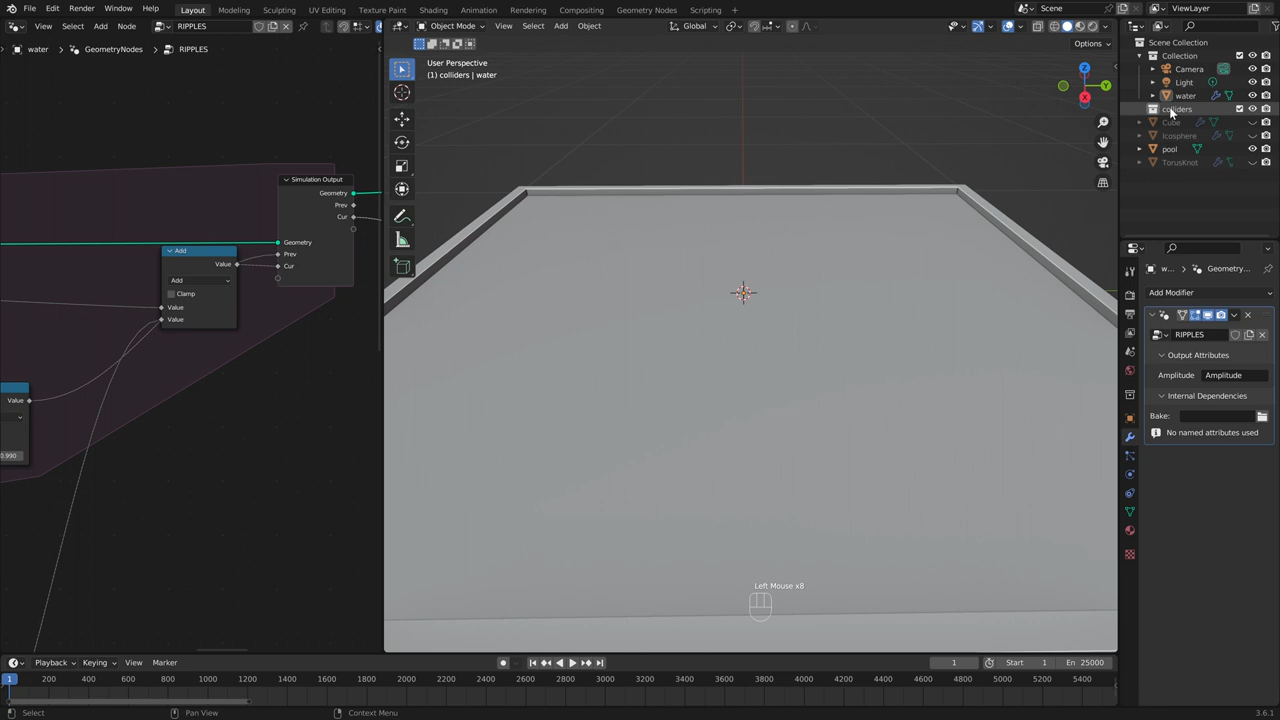 File Edit Render Window Help
Layout Modeling Sculpting UV Editing Texture Paint Shading Animation Rendering Compositing Geometry Nodes Scripting +
Scene ViewLayer
View Select Add Node RIPPLES
Object Mode View Select Add Object Global
Options
water > GeometryNodes > RIPPLES
User Perspective
(1) colliders | water
X Y Z
Scene Collection
Collection
Camera
Light
water
colliders
Cube
Icosphere
pool
TorusKnot
Simulation Output
Geometry
Prev
Cur
Geometry
Prev
Cur
Add
Value
Add
Clamp
Value
Value
Value
0.990
w... > Geometry...
Add Modifier
RIPPLES
Output Attributes
Amplitude Amplitude
Internal Dependencies
Bake:
No named attributes used
Left Mouse x8
Playback Keying View Marker
1 Start 1 En 25000
1 200 400 600 800 1000 1200 1400 1600 1800 2000 2200 2400 2600 2800 3000 3200 3400 3600 3800 4000 4200 4400 4600 4800 5000 5200 5400
Select Pan View Context Menu 3.6.1